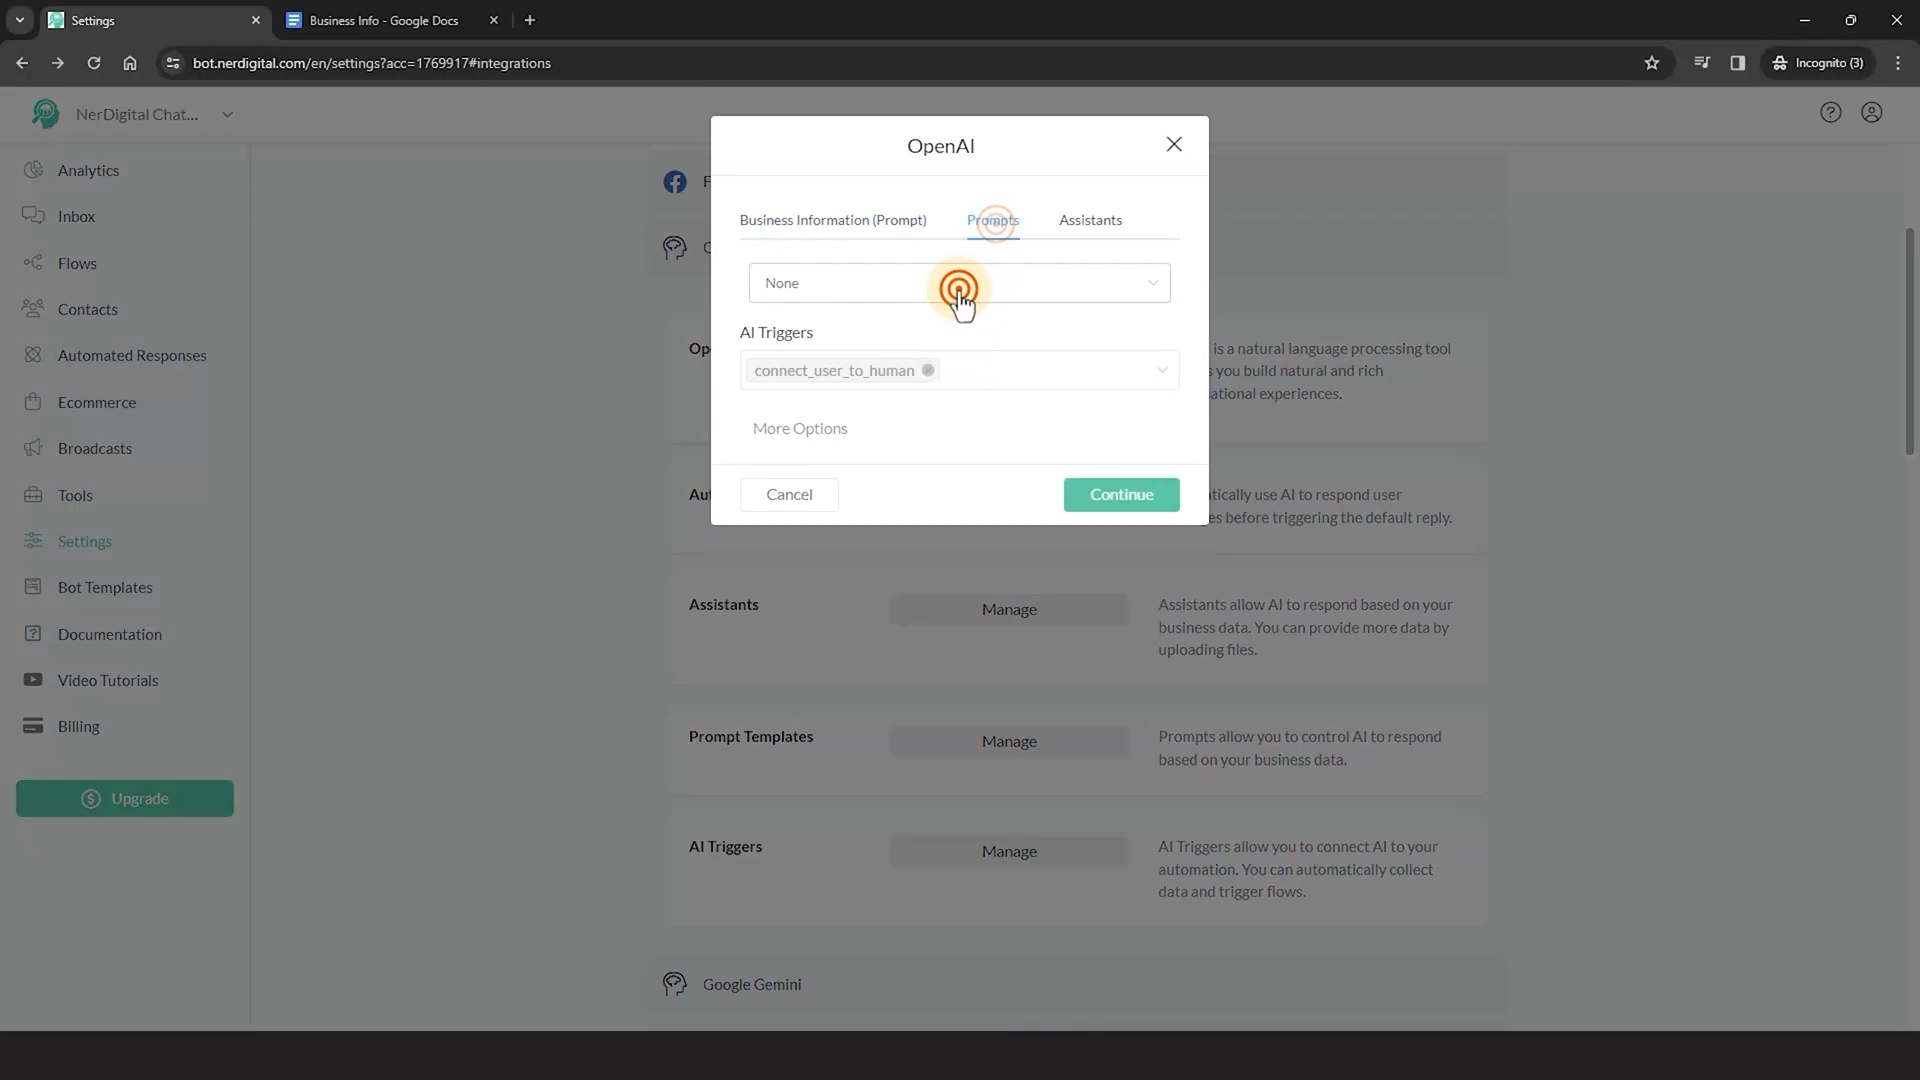 Settings
Business Info - Google Docs
bot.nerdigital.com/en/settings?acc=1769917#integrations
Incognito (3)
NerDigital Chat...
Analytics
Inbox
Flows
Contacts
Automated Responses
Ecommerce
Broadcasts
Tools
Settings
Bot Templates
Documentation
Video Tutorials
Billing
Upgrade
F
OpenAI
Business Information (Prompt)
Prompts
Assistants
None
AI Triggers
connect_user_to_human
More Options
Cancel
Continue
Op
is a natural language processing tool
s you build natural and rich
ational experiences.
Aut
tically use AI to respond user
es before triggering the default reply.
Assistants
Manage
Assistants allow AI to respond based on your
business data. You can provide more data by
uploading files.
Prompt Templates
Manage
Prompts allow you to control AI to respond
based on your business data.
AI Triggers
Manage
AI Triggers allow you to connect AI to your
automation. You can automatically collect
data and trigger flows.
Google Gemini